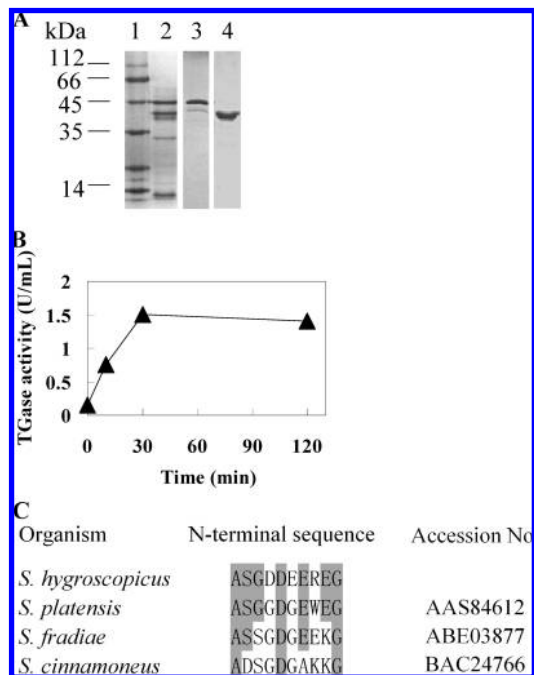 A
kDa 1 2 3 4
112
66
45
35
14
B
TGase activity (U/mL)
2
1.5
1
0.5
0
0 30 60 90 120
Time (min)
C
Organism N-terminal sequence Accession No
S. hygroscopicus ASGDDEEREG
S. platensis ASGGDGEWEG AAS84612
S. fradiae ASSGDGEEKG ABE03877
S. cinnamoneus ADSGDGAKKG BAC24766